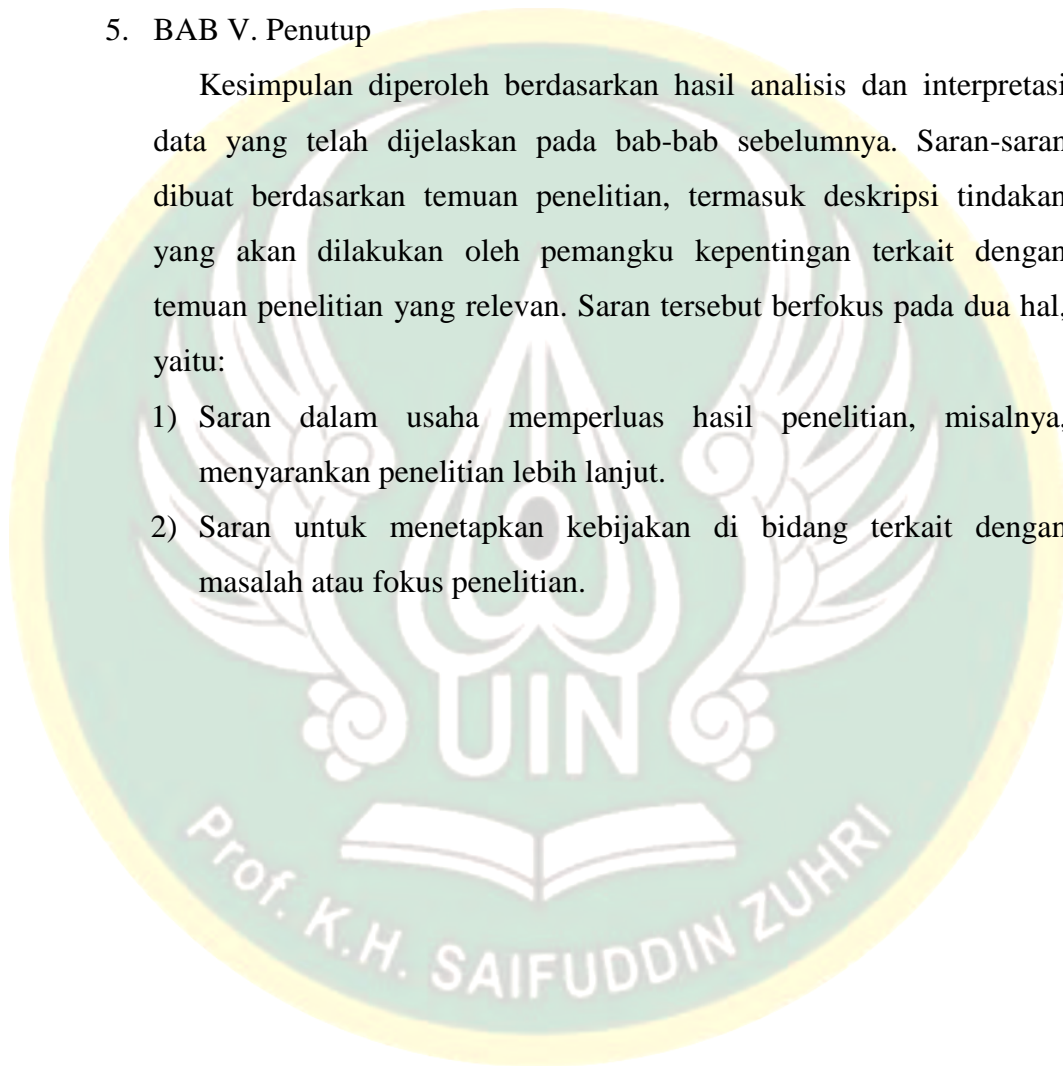 5. BAB V. Penutup
Kesimpulan diperoleh berdasarkan hasil analisis dan interpretasi
data yang telah dijelaskan pada bab-bab sebelumnya. Saran-saran
dibuat berdasarkan temuan penelitian, termasuk deskripsi tindakan
yang akan dilakukan oleh pemangku kepentingan terkait dengan
temuan penelitian yang relevan. Saran tersebut berfokus pada dua hal,
yaitu:
1) Saran dalam usaha memperluas hasil penelitian, misalnya,
menyarankan penelitian lebih lanjut.
2) Saran untuk menetapkan kebijakan di bidang terkait dengan
masalah atau fokus penelitian.
UIN
Prof. K.H. SAIFUDDIN ZUHRI